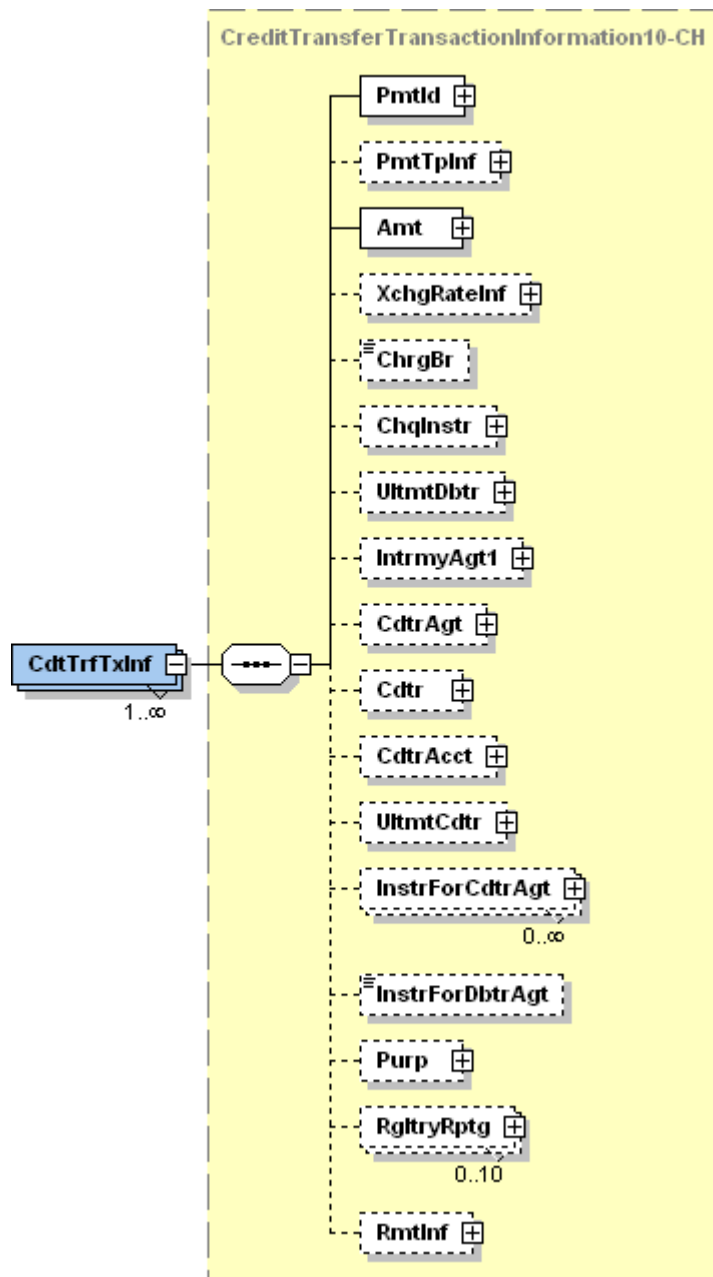 CreditTransferTransactionInformation10-CH
PmtId
PmtTpInf
Amt
XchgRateInf
ChrgBr
ChqInstr
UltmtDbtr
IntrmyAgt1
CdtrAgt
CdtTrfTxInf
1..∞
Cdtr
CdtrAcct
UltmtCdtr
InstrForCdtrAgt
0..∞
InstrForDbtrAgt
Purp
RgltryRptg
0..10
RmtInf